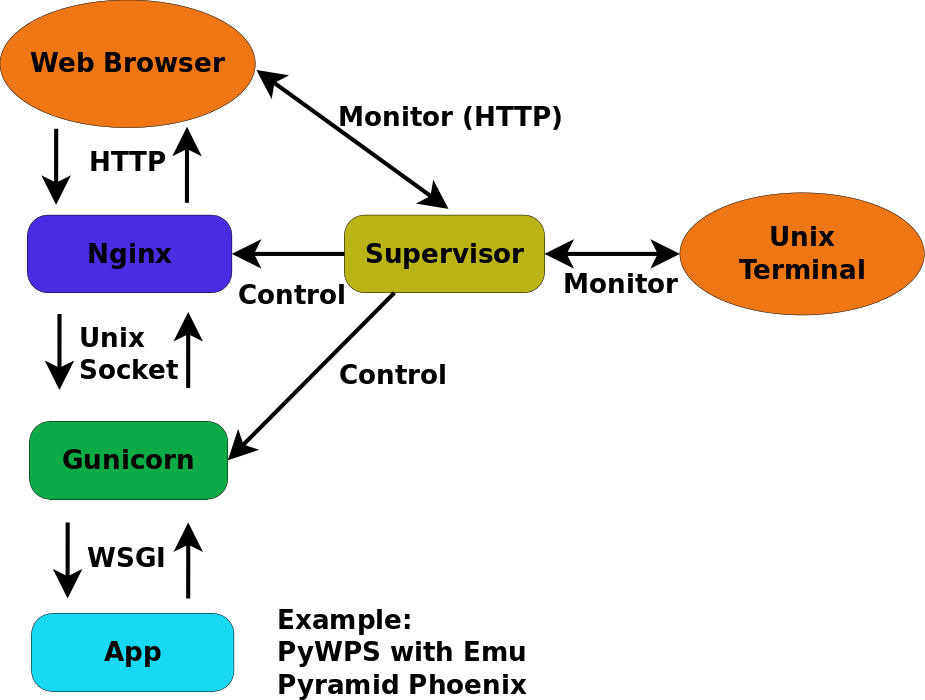 Web Browser
Monitor (HTTP)
HTTP
Nginx
Supervisor
Unix
Terminal
Control
Monitor
Unix
Socket
Control
Gunicorn
WSGI
App
Example:
PyWPS with Emu
Pyramid Phoenix